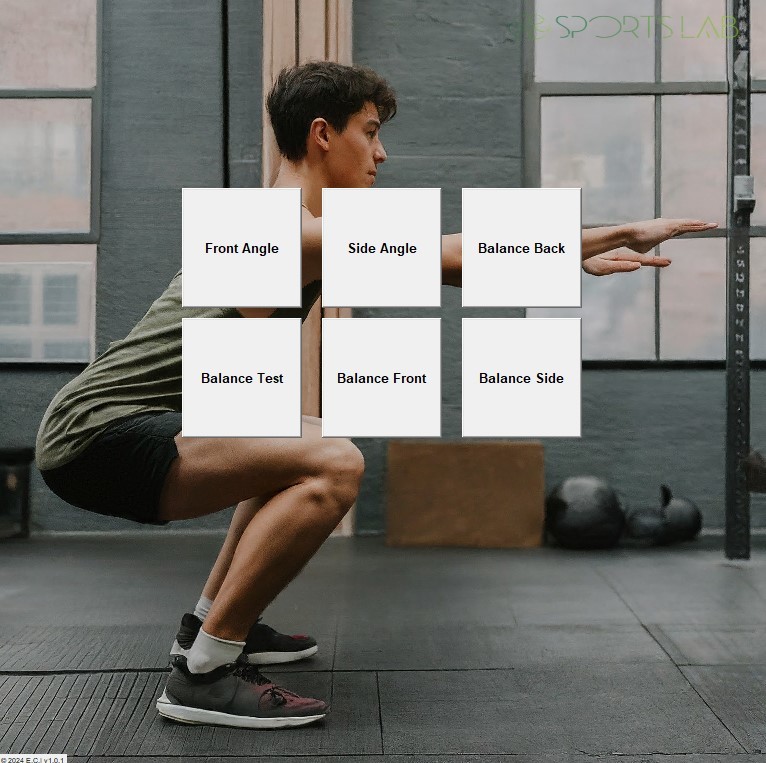 SPORTS LAB
Front Angle
Side Angle
Balance Back
Balance Test
Balance Front
Balance Side
© 2024 E.C.I v1.0.1